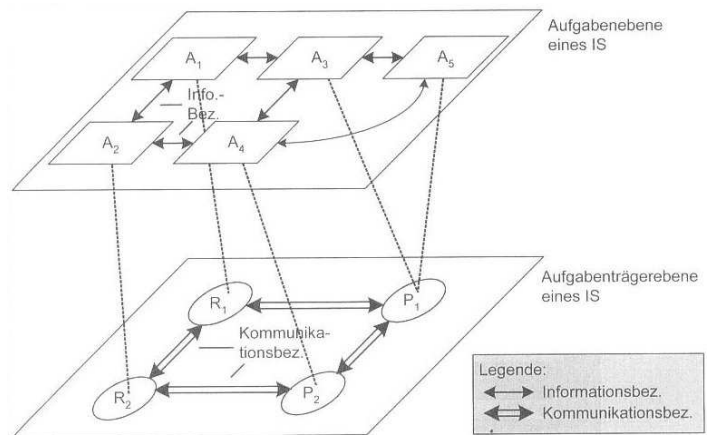 Aufgabenebene
eines IS
A1
A3
A5
Info.-
Bez.
A2
A4
Aufgabenträgerebene
eines IS
R1
P1
Kommunika-
tionsbez.
R2
P2
Legende:
Informationsbez.
Kommunikationsbez.